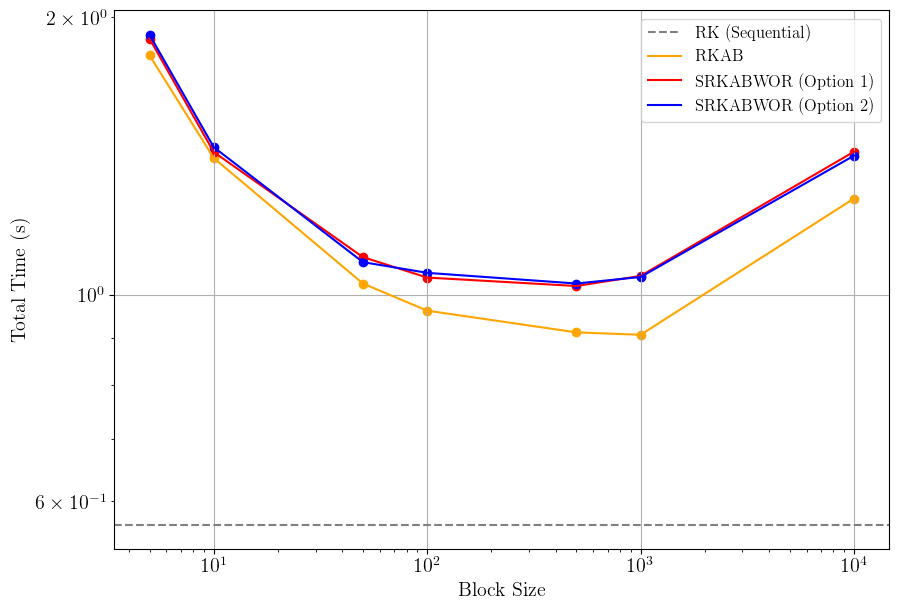 2 × 10⁰
10⁰
6 × 10⁻¹
Total Time (s)
10¹
10²
10³
10⁴
Block Size
RK (Sequential)
RKAB
SRKABWOR (Option 1)
SRKABWOR (Option 2)